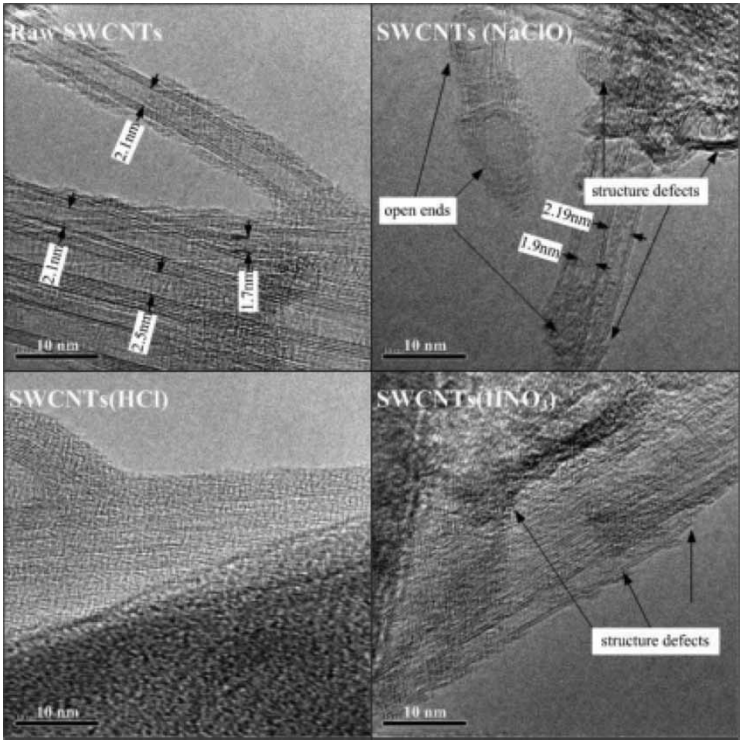 Raw SWCNTs
2.1nm
2.1nm
1.7nm
2.5nm
10 nm
SWCNTs (NaClO)
open ends
structure defects
2.19nm
1.9nm
10 nm
SWCNTs(HCl)
10 nm
SWCNTs(HNO₃)
structure defects
10 nm